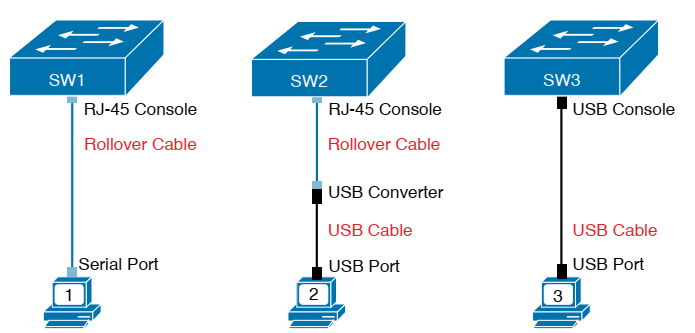 SW1
RJ-45 Console
Rollover Cable
Serial Port
1
SW2
RJ-45 Console
Rollover Cable
USB Converter
USB Cable
USB Port
2
SW3
USB Console
USB Cable
USB Port
3